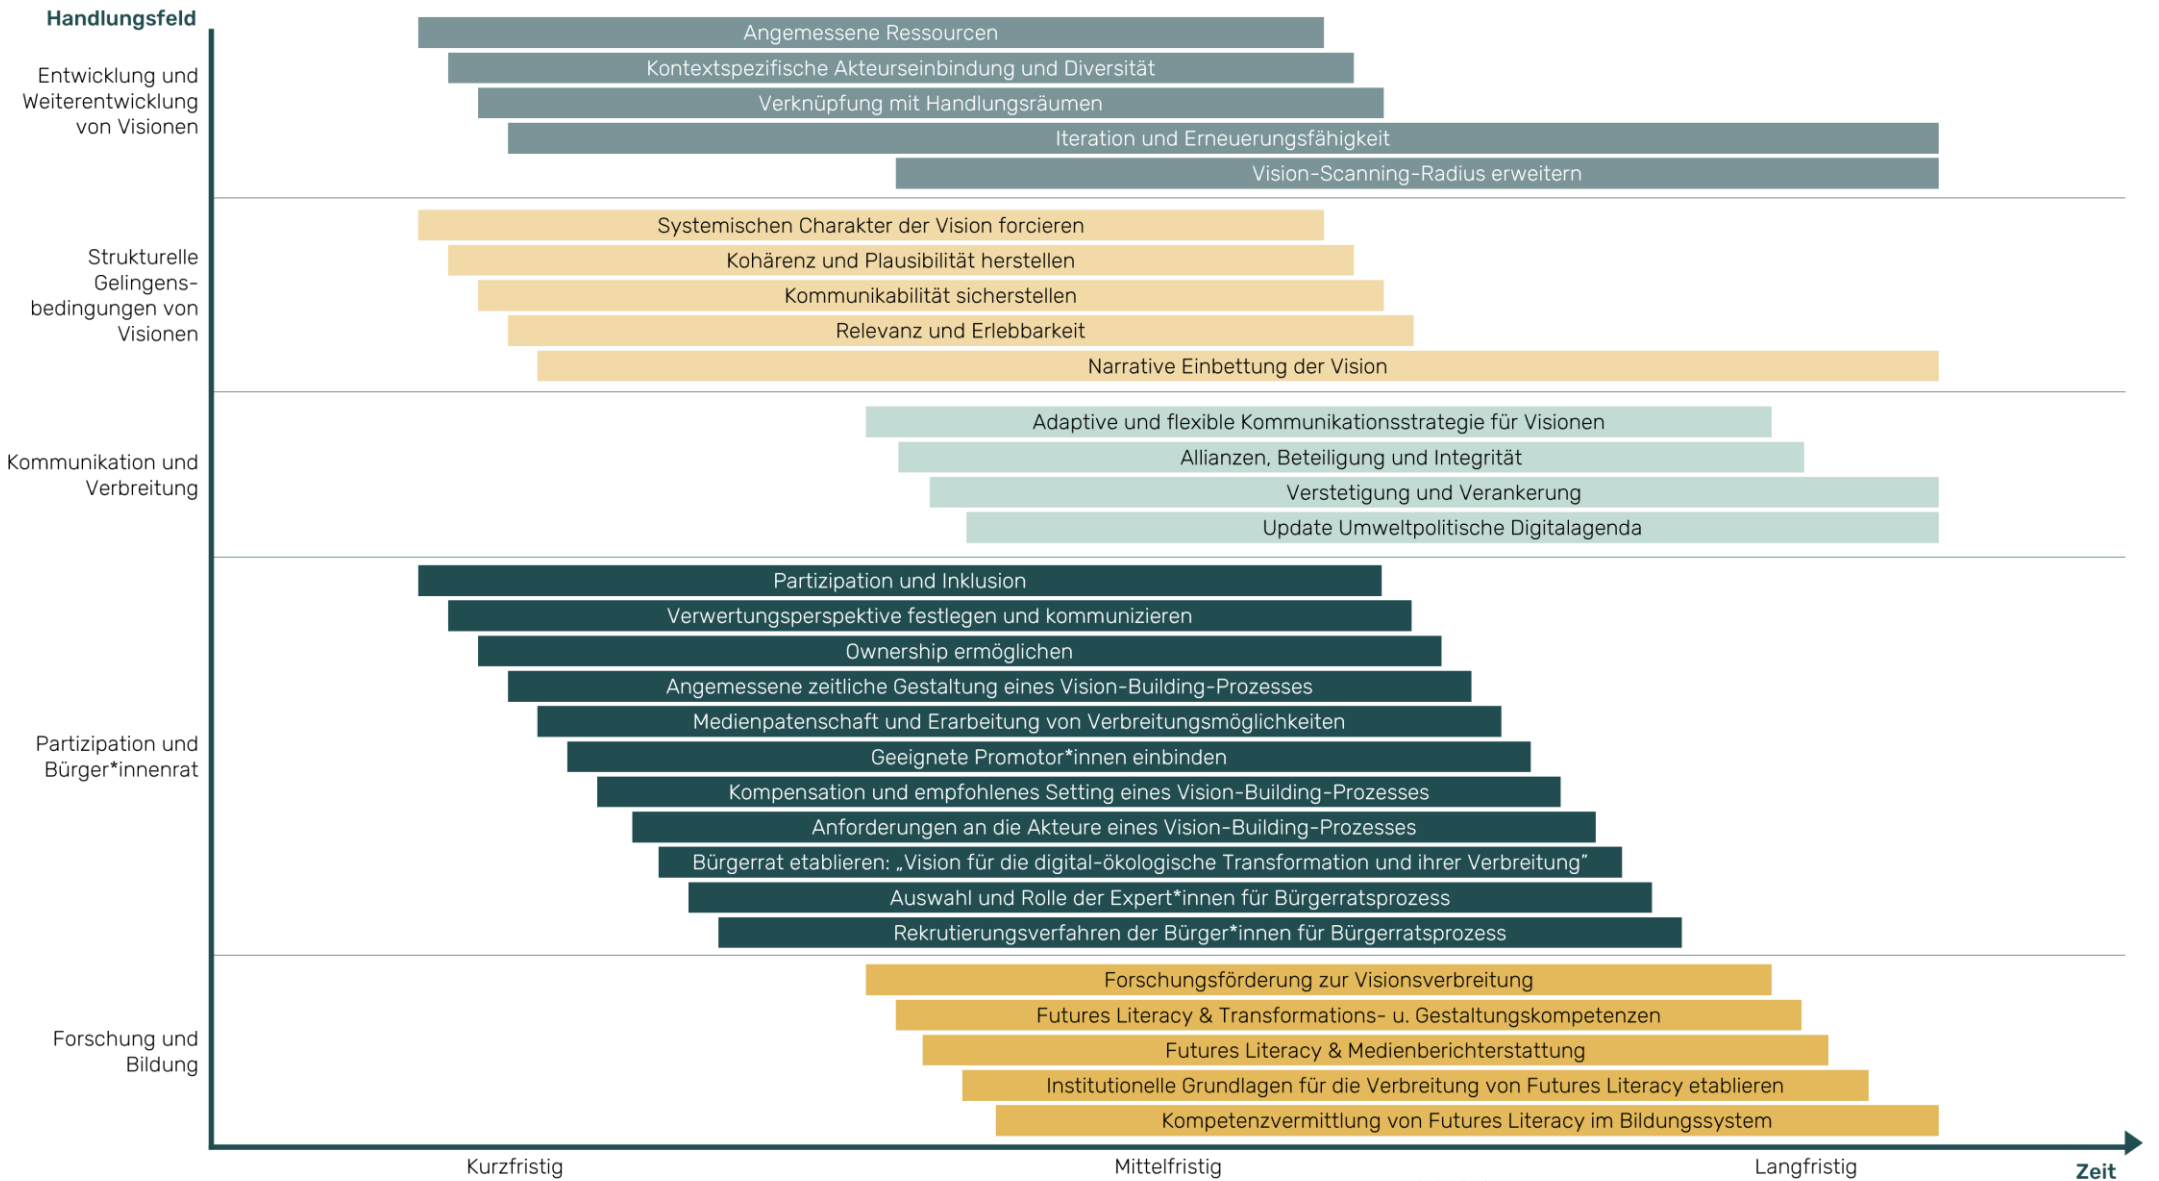 Handlungsfeld
Entwicklung und
Weiterentwicklung
von Visionen
Angemessene Ressourcen
Kontextspezifische Akteurseinbindung und Diversität
Verknüpfung mit Handlungsräumen
Iteration und Erneuerungsfähigkeit
Vision-Scanning-Radius erweitern
Strukturelle
Gelingens-
bedingungen von
Visionen
Systemischen Charakter der Vision forcieren
Kohärenz und Plausibilität herstellen
Kommunikabilität sicherstellen
Relevanz und Erlebbarkeit
Narrative Einbettung der Vision
Kommunikation und
Verbreitung
Adaptive und flexible Kommunikationsstrategie für Visionen
Allianzen, Beteiligung und Integrität
Verstetigung und Verankerung
Update Umweltpolitische Digitalagenda
Partizipation und
Bürger*innenrat
Partizipation und Inklusion
Verwertungsperspektive festlegen und kommunizieren
Ownership ermöglichen
Angemessene zeitliche Gestaltung eines Vision-Building-Prozesses
Medienpatenschaft und Erarbeitung von Verbreitungsmöglichkeiten
Geeignete Promotor*innen einbinden
Kompensation und empfohlenes Setting eines Vision-Building-Prozesses
Anforderungen an die Akteure eines Vision-Building-Prozesses
Bürgerrat etablieren: „Vision für die digital-ökologische Transformation und ihrer Verbreitung”
Auswahl und Rolle der Expert*innen für Bürgerratsprozess
Rekrutierungsverfahren der Bürger*innen für Bürgerratsprozess
Forschung und
Bildung
Forschungsförderung zur Visionsverbreitung
Futures Literacy & Transformations- u. Gestaltungskompetenzen
Futures Literacy & Medienberichterstattung
Institutionelle Grundlagen für die Verbreitung von Futures Literacy etablieren
Kompetenzvermittlung von Futures Literacy im Bildungssystem
Kurzfristig
Mittelfristig
Langfristig
Zeit